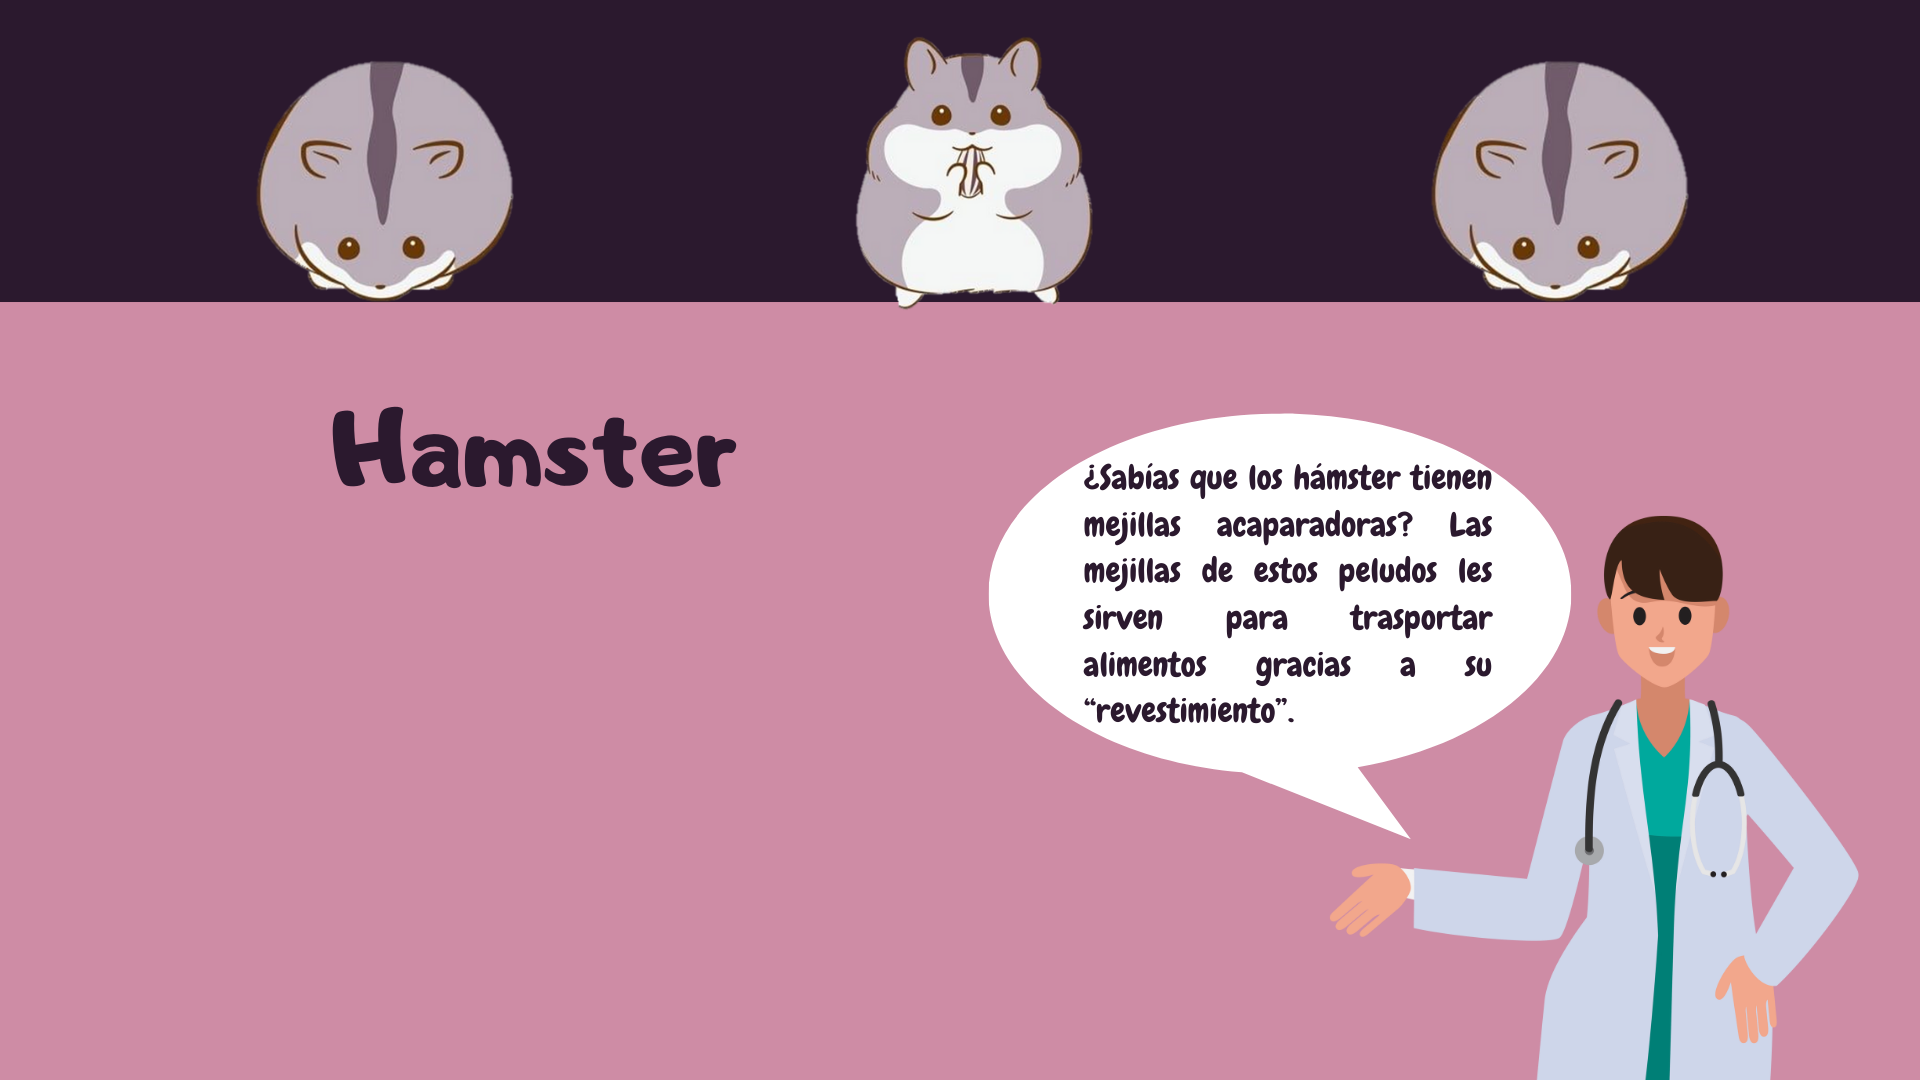 Hamster
¿Sabías que los hámster tienen
mejillas acaparadoras? Las
mejillas de estos peludos les
sirven para trasportar
alimentos gracias a su
“revestimiento”.